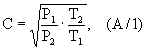 C = √(P₁/P₂ · T₂/T₁), (A/1)